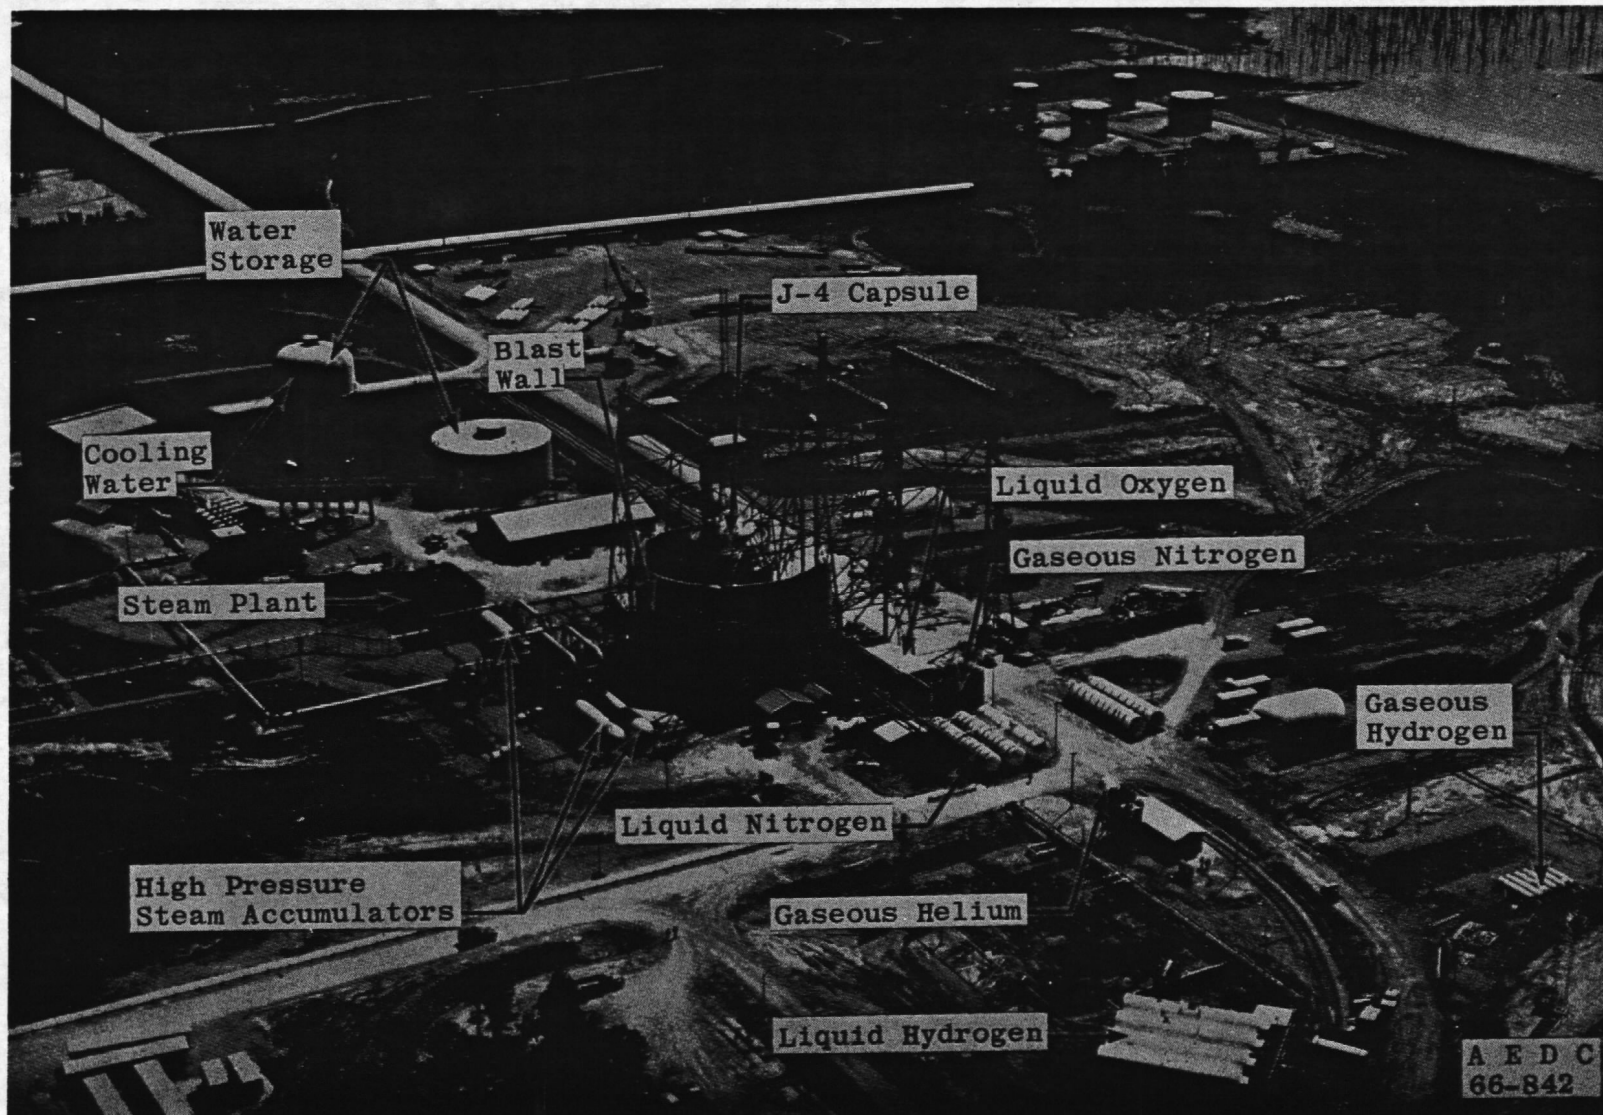 Water
Storage
J-4 Capsule
Blast
Wall
Cooling
Water
Liquid Oxygen
Gaseous Nitrogen
Steam Plant
Gaseous
Hydrogen
Liquid Nitrogen
High Pressure
Steam Accumulators
Gaseous Helium
Liquid Hydrogen
A E D C
66-842